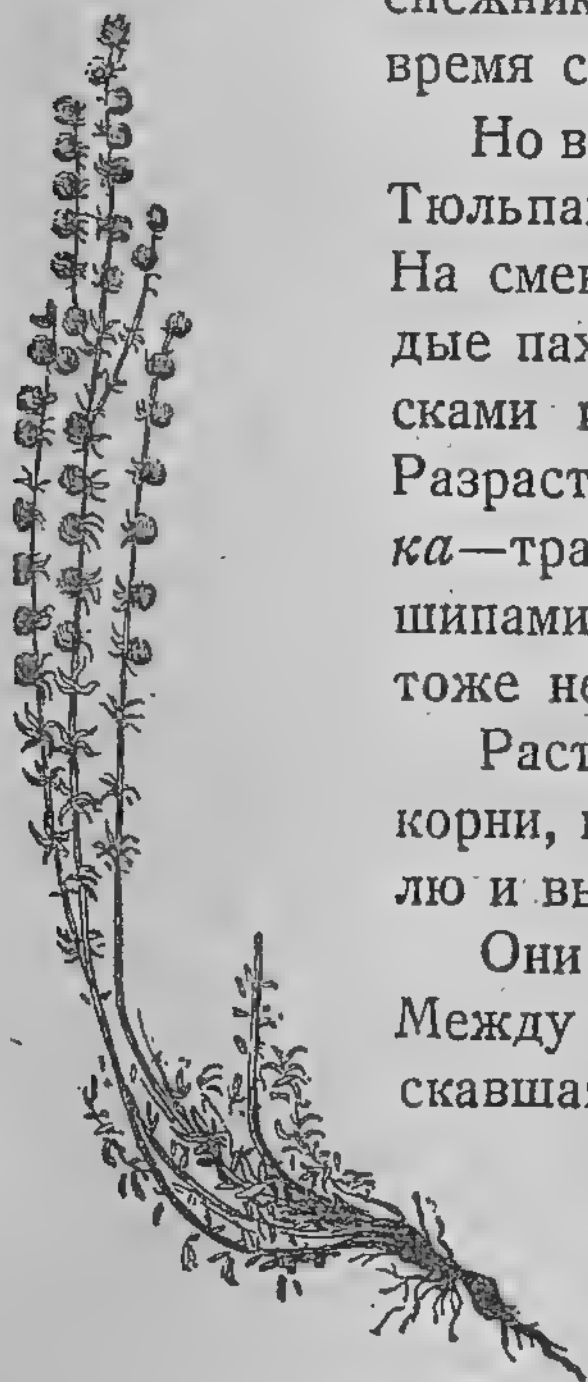 снежник
время с
Но в
Тюльпа
На смен
дые пах
сками
Разраст
ка—тра
шипами
тоже не
Раст
корни,
лю и вы
Они
Между
скавшая